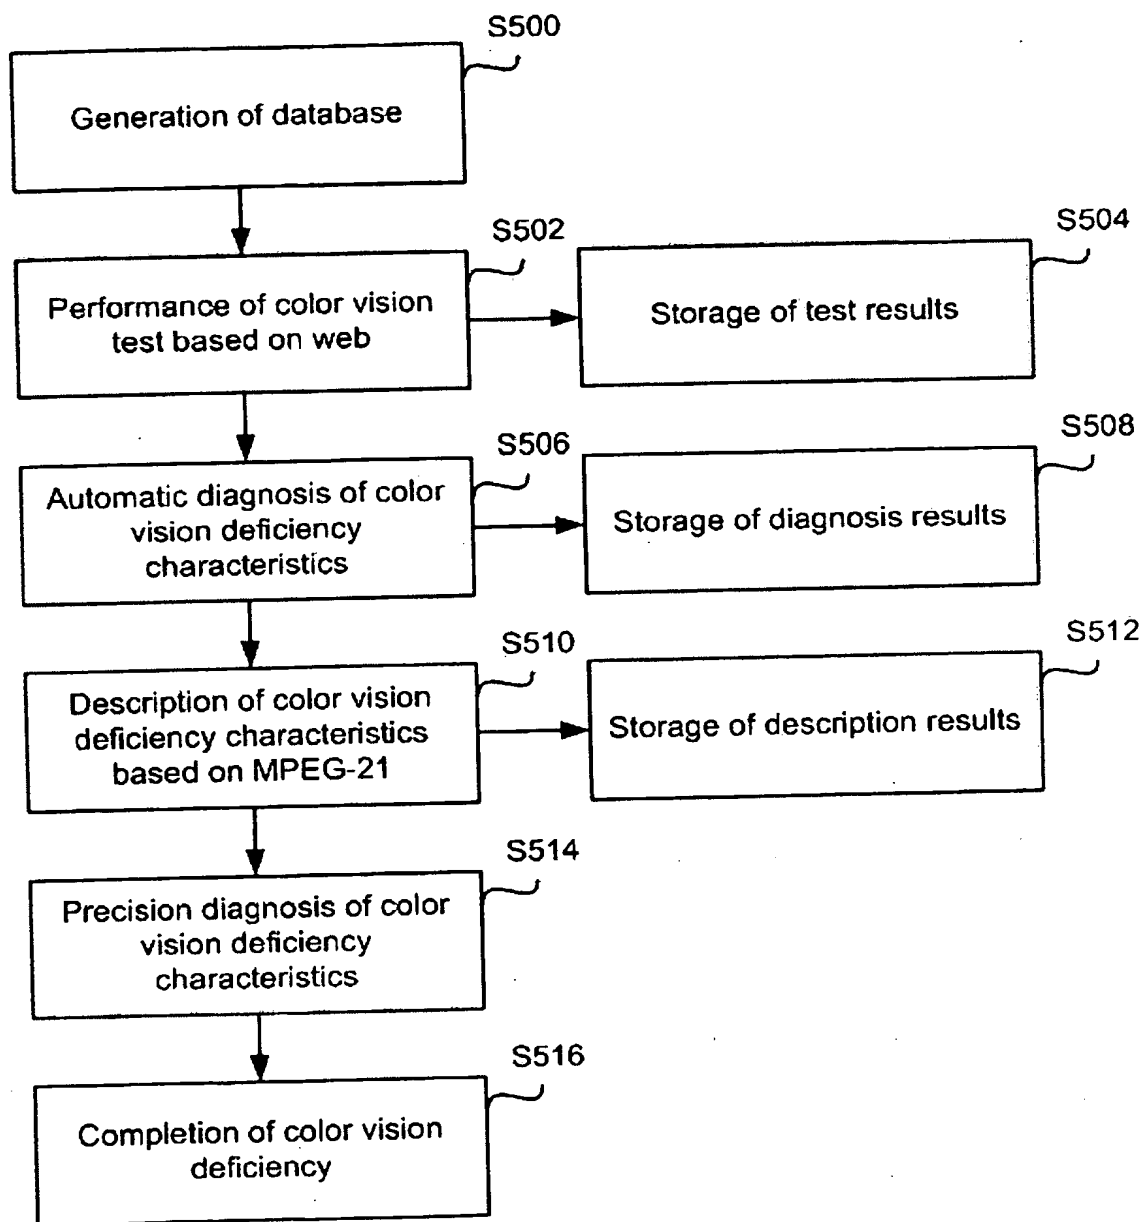 S500
Generation of database
S502
Performance of color vision
test based on web
S504
Storage of test results
S506
Automatic diagnosis of color
vision deficiency
characteristics
S508
Storage of diagnosis results
S510
Description of color vision
deficiency characteristics
based on MPEG-21
S512
Storage of description results
S514
Precision diagnosis of color
vision deficiency
characteristics
S516
Completion of color vision
deficiency